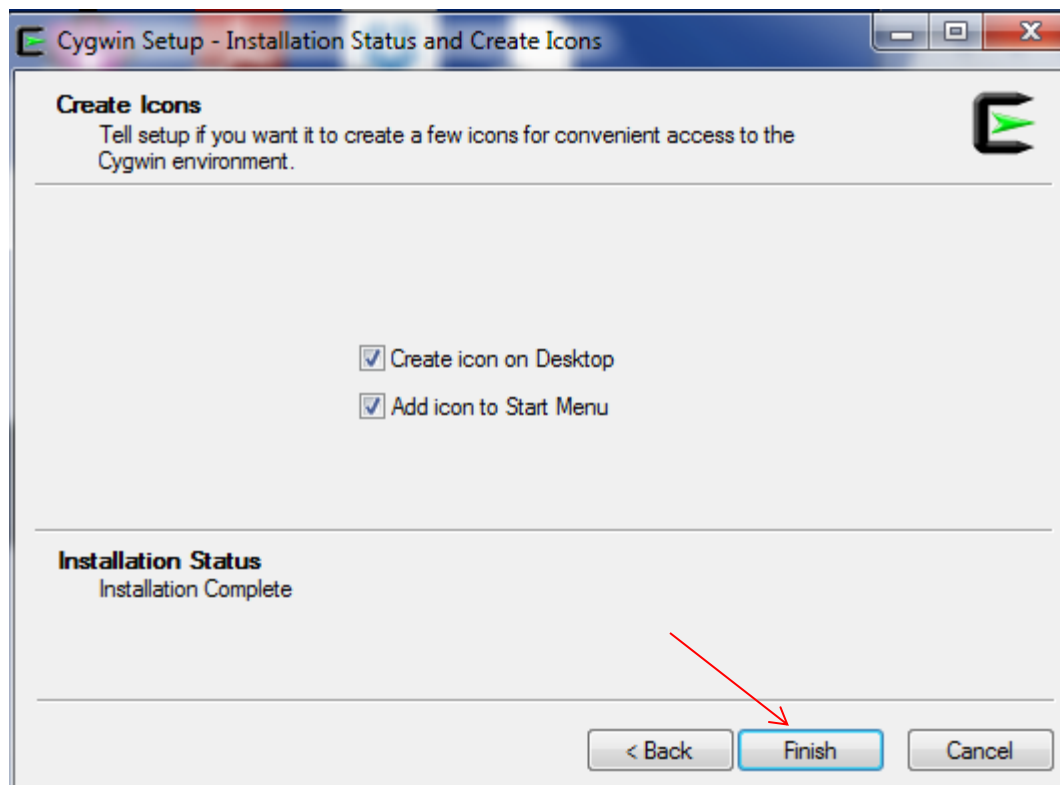 Cygwin Setup - Installation Status and Create Icons
Create Icons
Tell setup if you want it to create a few icons for convenient access to the
Cygwin environment.
Create icon on Desktop
Add icon to Start Menu
Installation Status
Installation Complete
< Back Finish Cancel